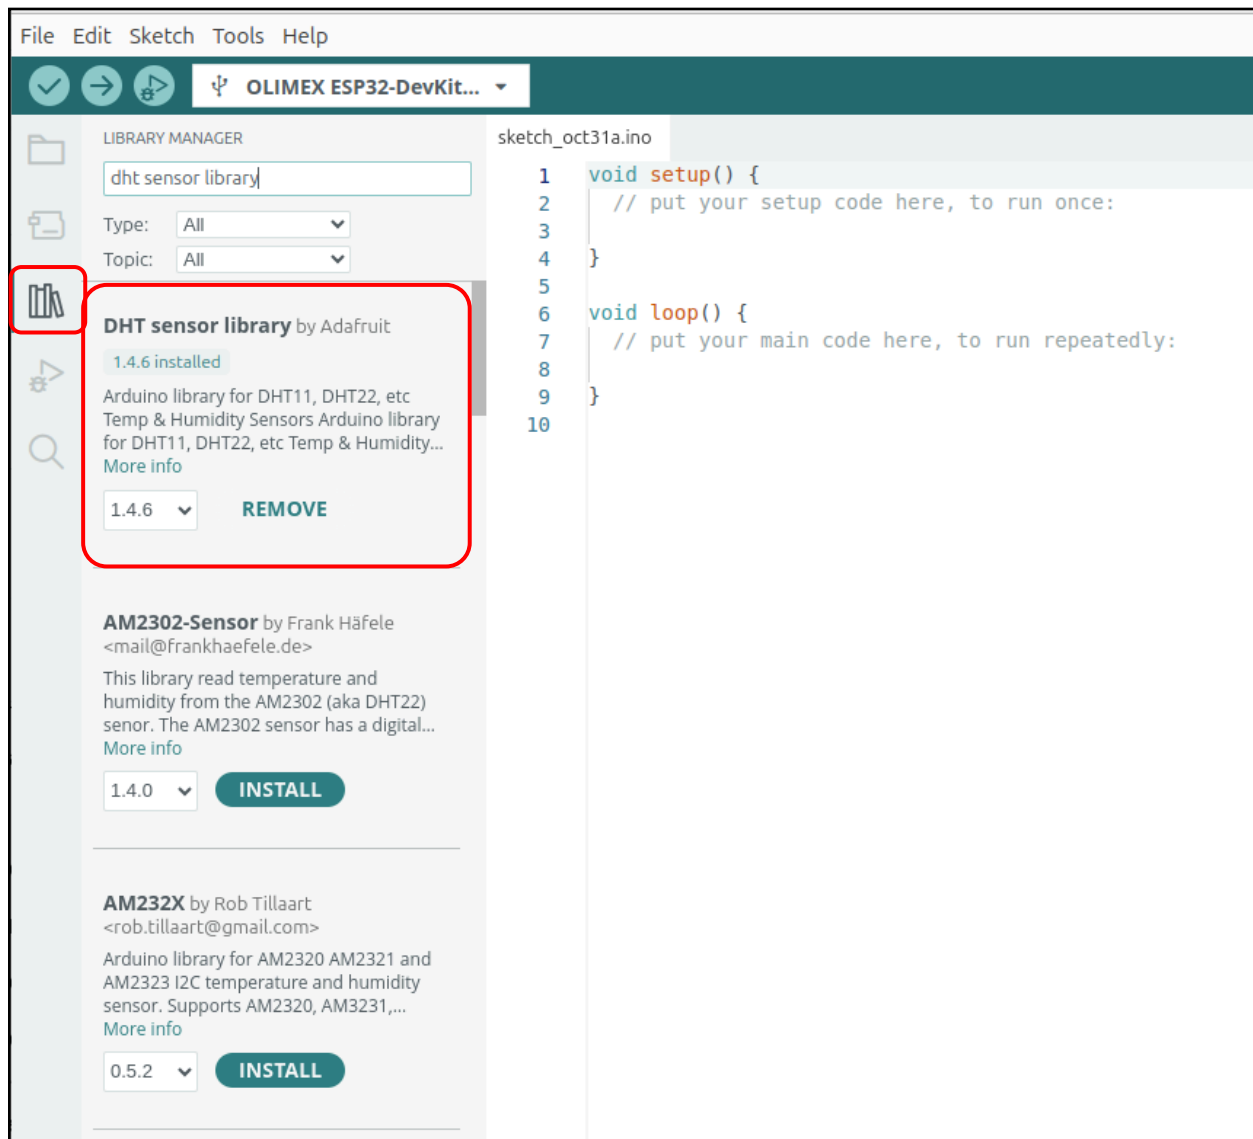 File Edit Sketch Tools Help
OLIMEX ESP32-DevKit...
LIBRARY MANAGER
dht sensor library
Type: All
Topic: All
DHT sensor library by Adafruit
1.4.6 installed
Arduino library for DHT11, DHT22, etc
Temp & Humidity Sensors Arduino library
for DHT11, DHT22, etc Temp & Humidity...
More info
1.4.6 REMOVE
AM2302-Sensor by Frank Häfele
<mail@frankhaefele.de>
This library read temperature and
humidity from the AM2302 (aka DHT22)
senor. The AM2302 sensor has a digital...
More info
1.4.0 INSTALL
AM232X by Rob Tillaart
<rob.tillaart@gmail.com>
Arduino library for AM2320 AM2321 and
AM2323 I2C temperature and humidity
sensor. Supports AM2320, AM3231,...
More info
0.5.2 INSTALL
sketch_oct31a.ino
1 void setup() {
2 // put your setup code here, to run once:
3
4 }
5
6 void loop() {
7 // put your main code here, to run repeatedly:
8
9 }
10